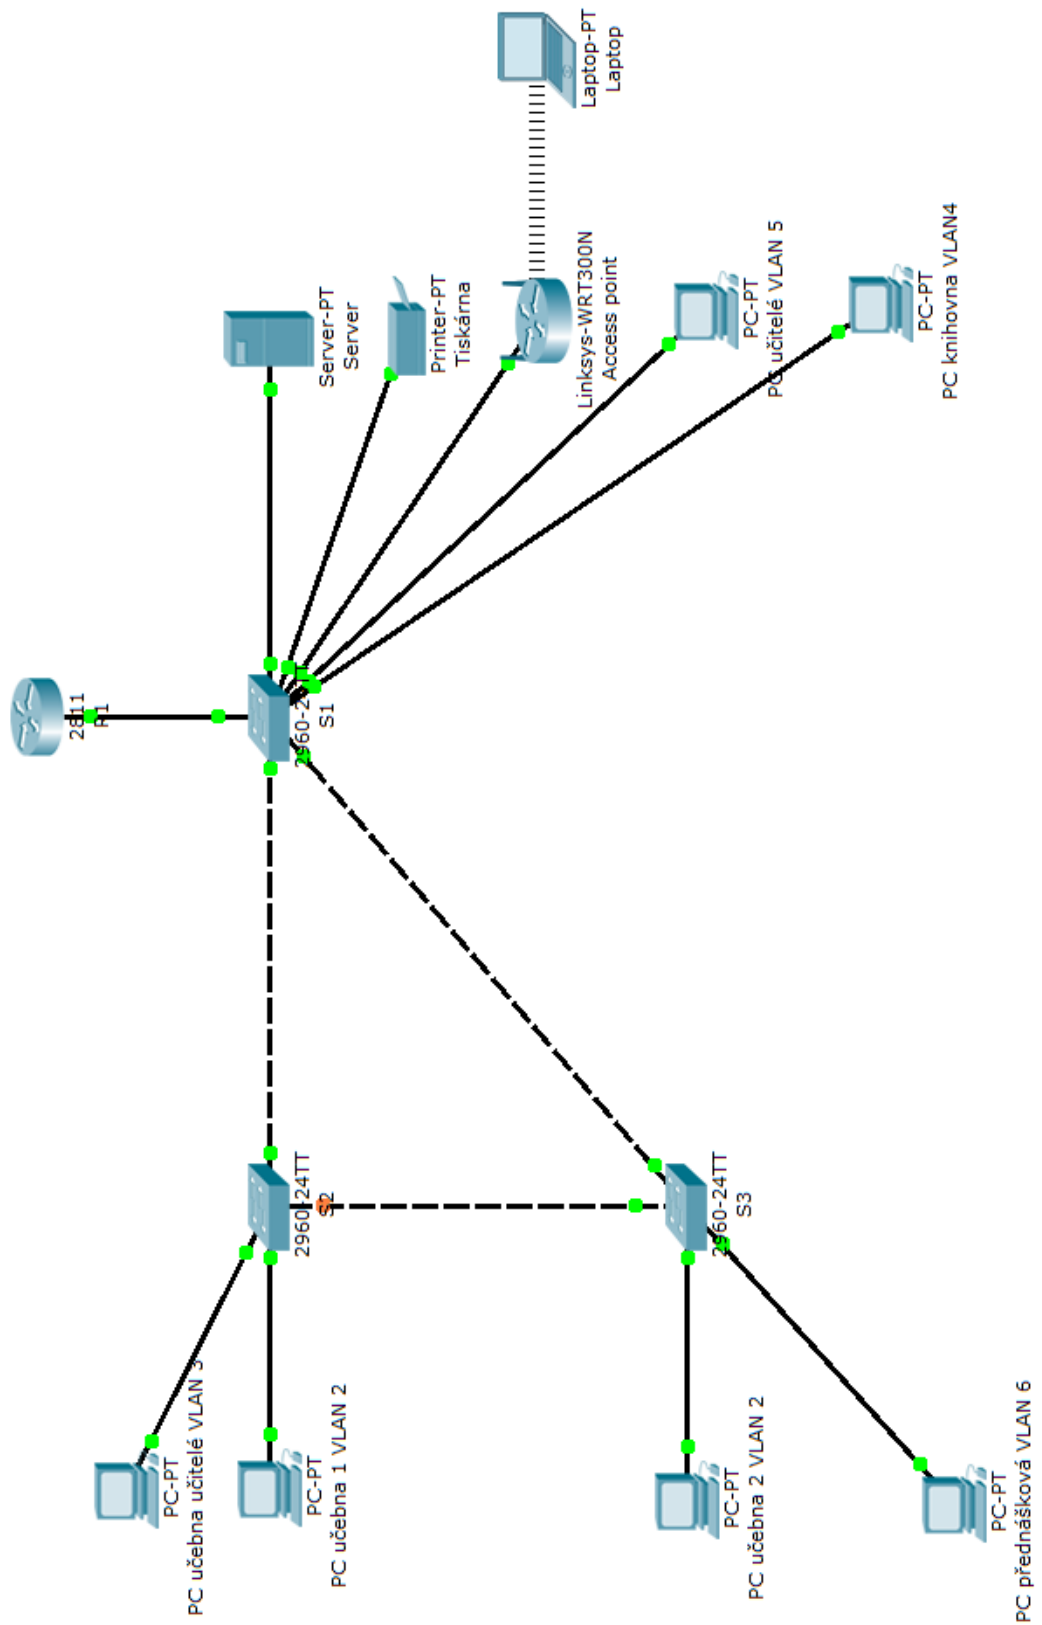 2811
R1
Server-PT
Server
Printer-PT
Tiskárna
Laptop-PT
Laptop
Linksys-WRT300N
Access point
PC-PT
PC učitelé VLAN 5
PC-PT
PC knihovna VLAN4
2960-24TT
S1
2960-24TT
S2
2960-24TT
S3
PC-PT
PC učebna učitelé VLAN 3
PC-PT
PC učebna 1 VLAN 2
PC-PT
PC učebna 2 VLAN 2
PC-PT
PC přednášková VLAN 6